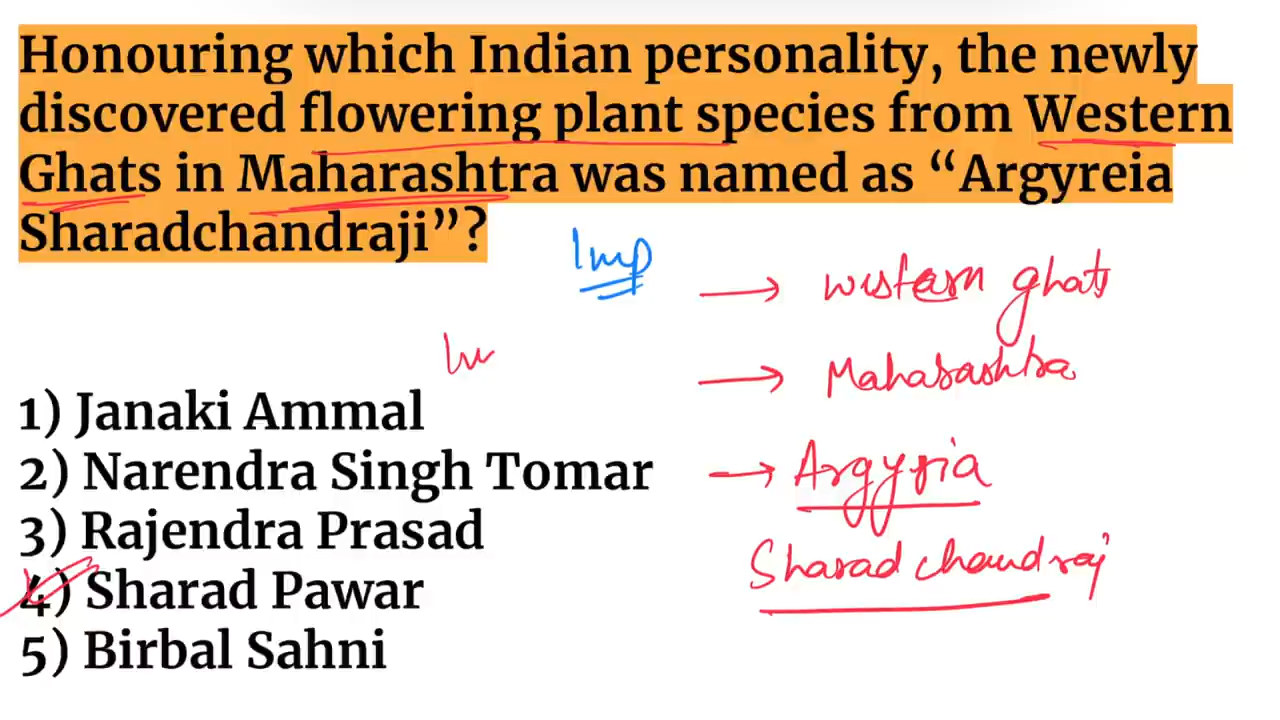 Honouring which Indian personality, the newly
discovered flowering plant species from Western
Ghats in Maharashtra was named as “Argyreia
Sharadchandraji”?
Imp
→ western ghats
→ Maharashtra
→ Argyria
Sharad chandraj
1) Janaki Ammal
2) Narendra Singh Tomar
3) Rajendra Prasad
4) Sharad Pawar
5) Birbal Sahni